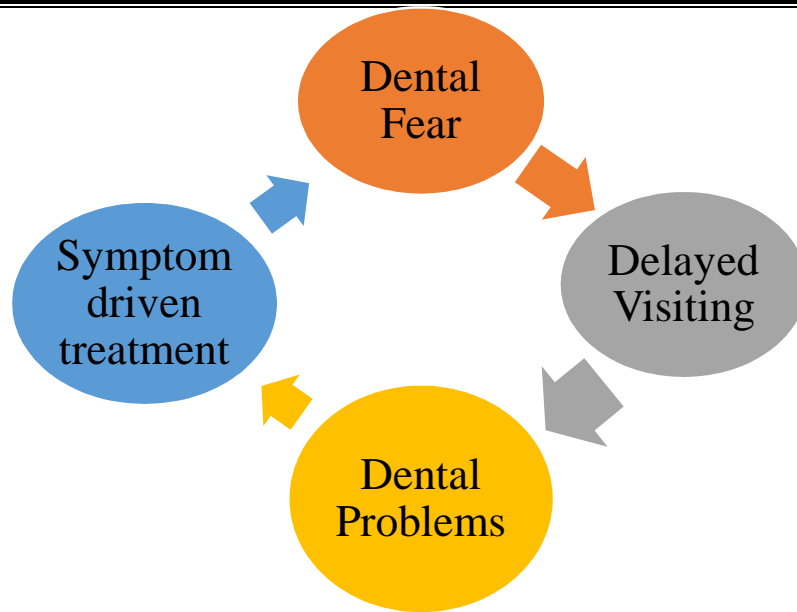 Dental
Fear
Delayed
Visiting
Dental
Problems
Symptom
driven
treatment